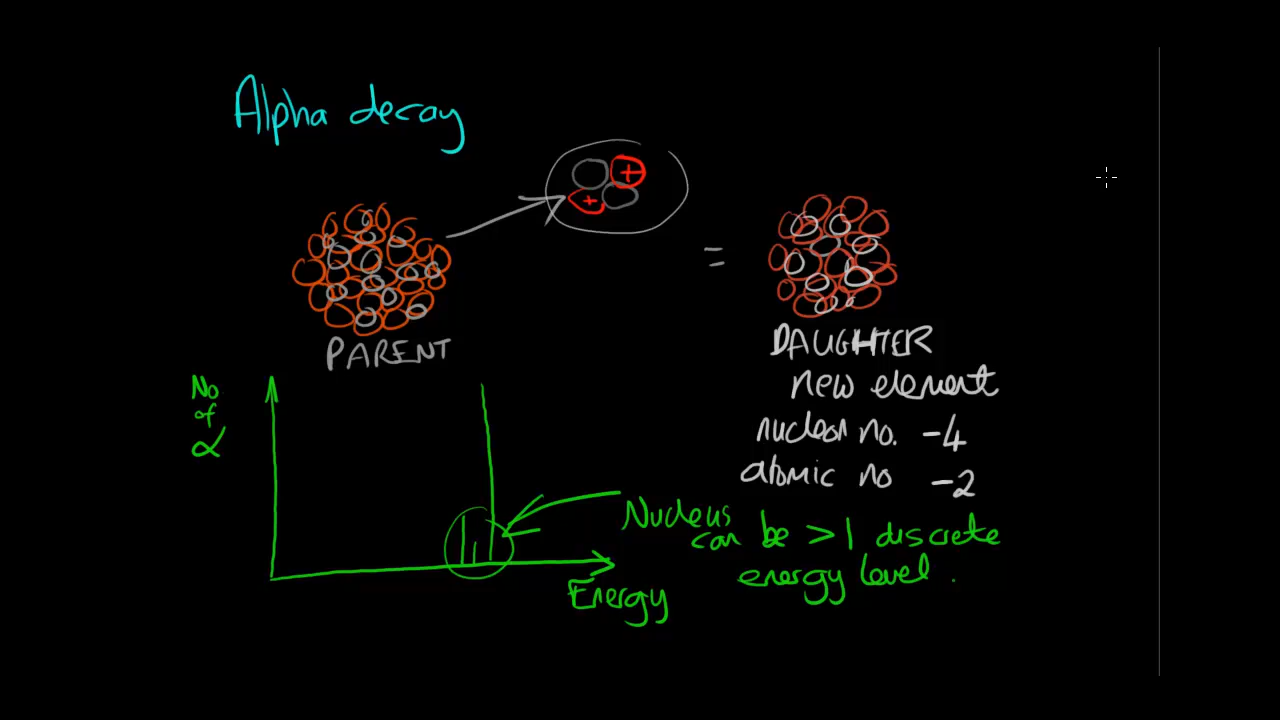 Alpha decay
+
+
=
PARENT
DAUGHTER
new element
nucleon no. -4
atomic no -2
No
of
α
Nucleus
can be >1 discrete
energy level.
Energy